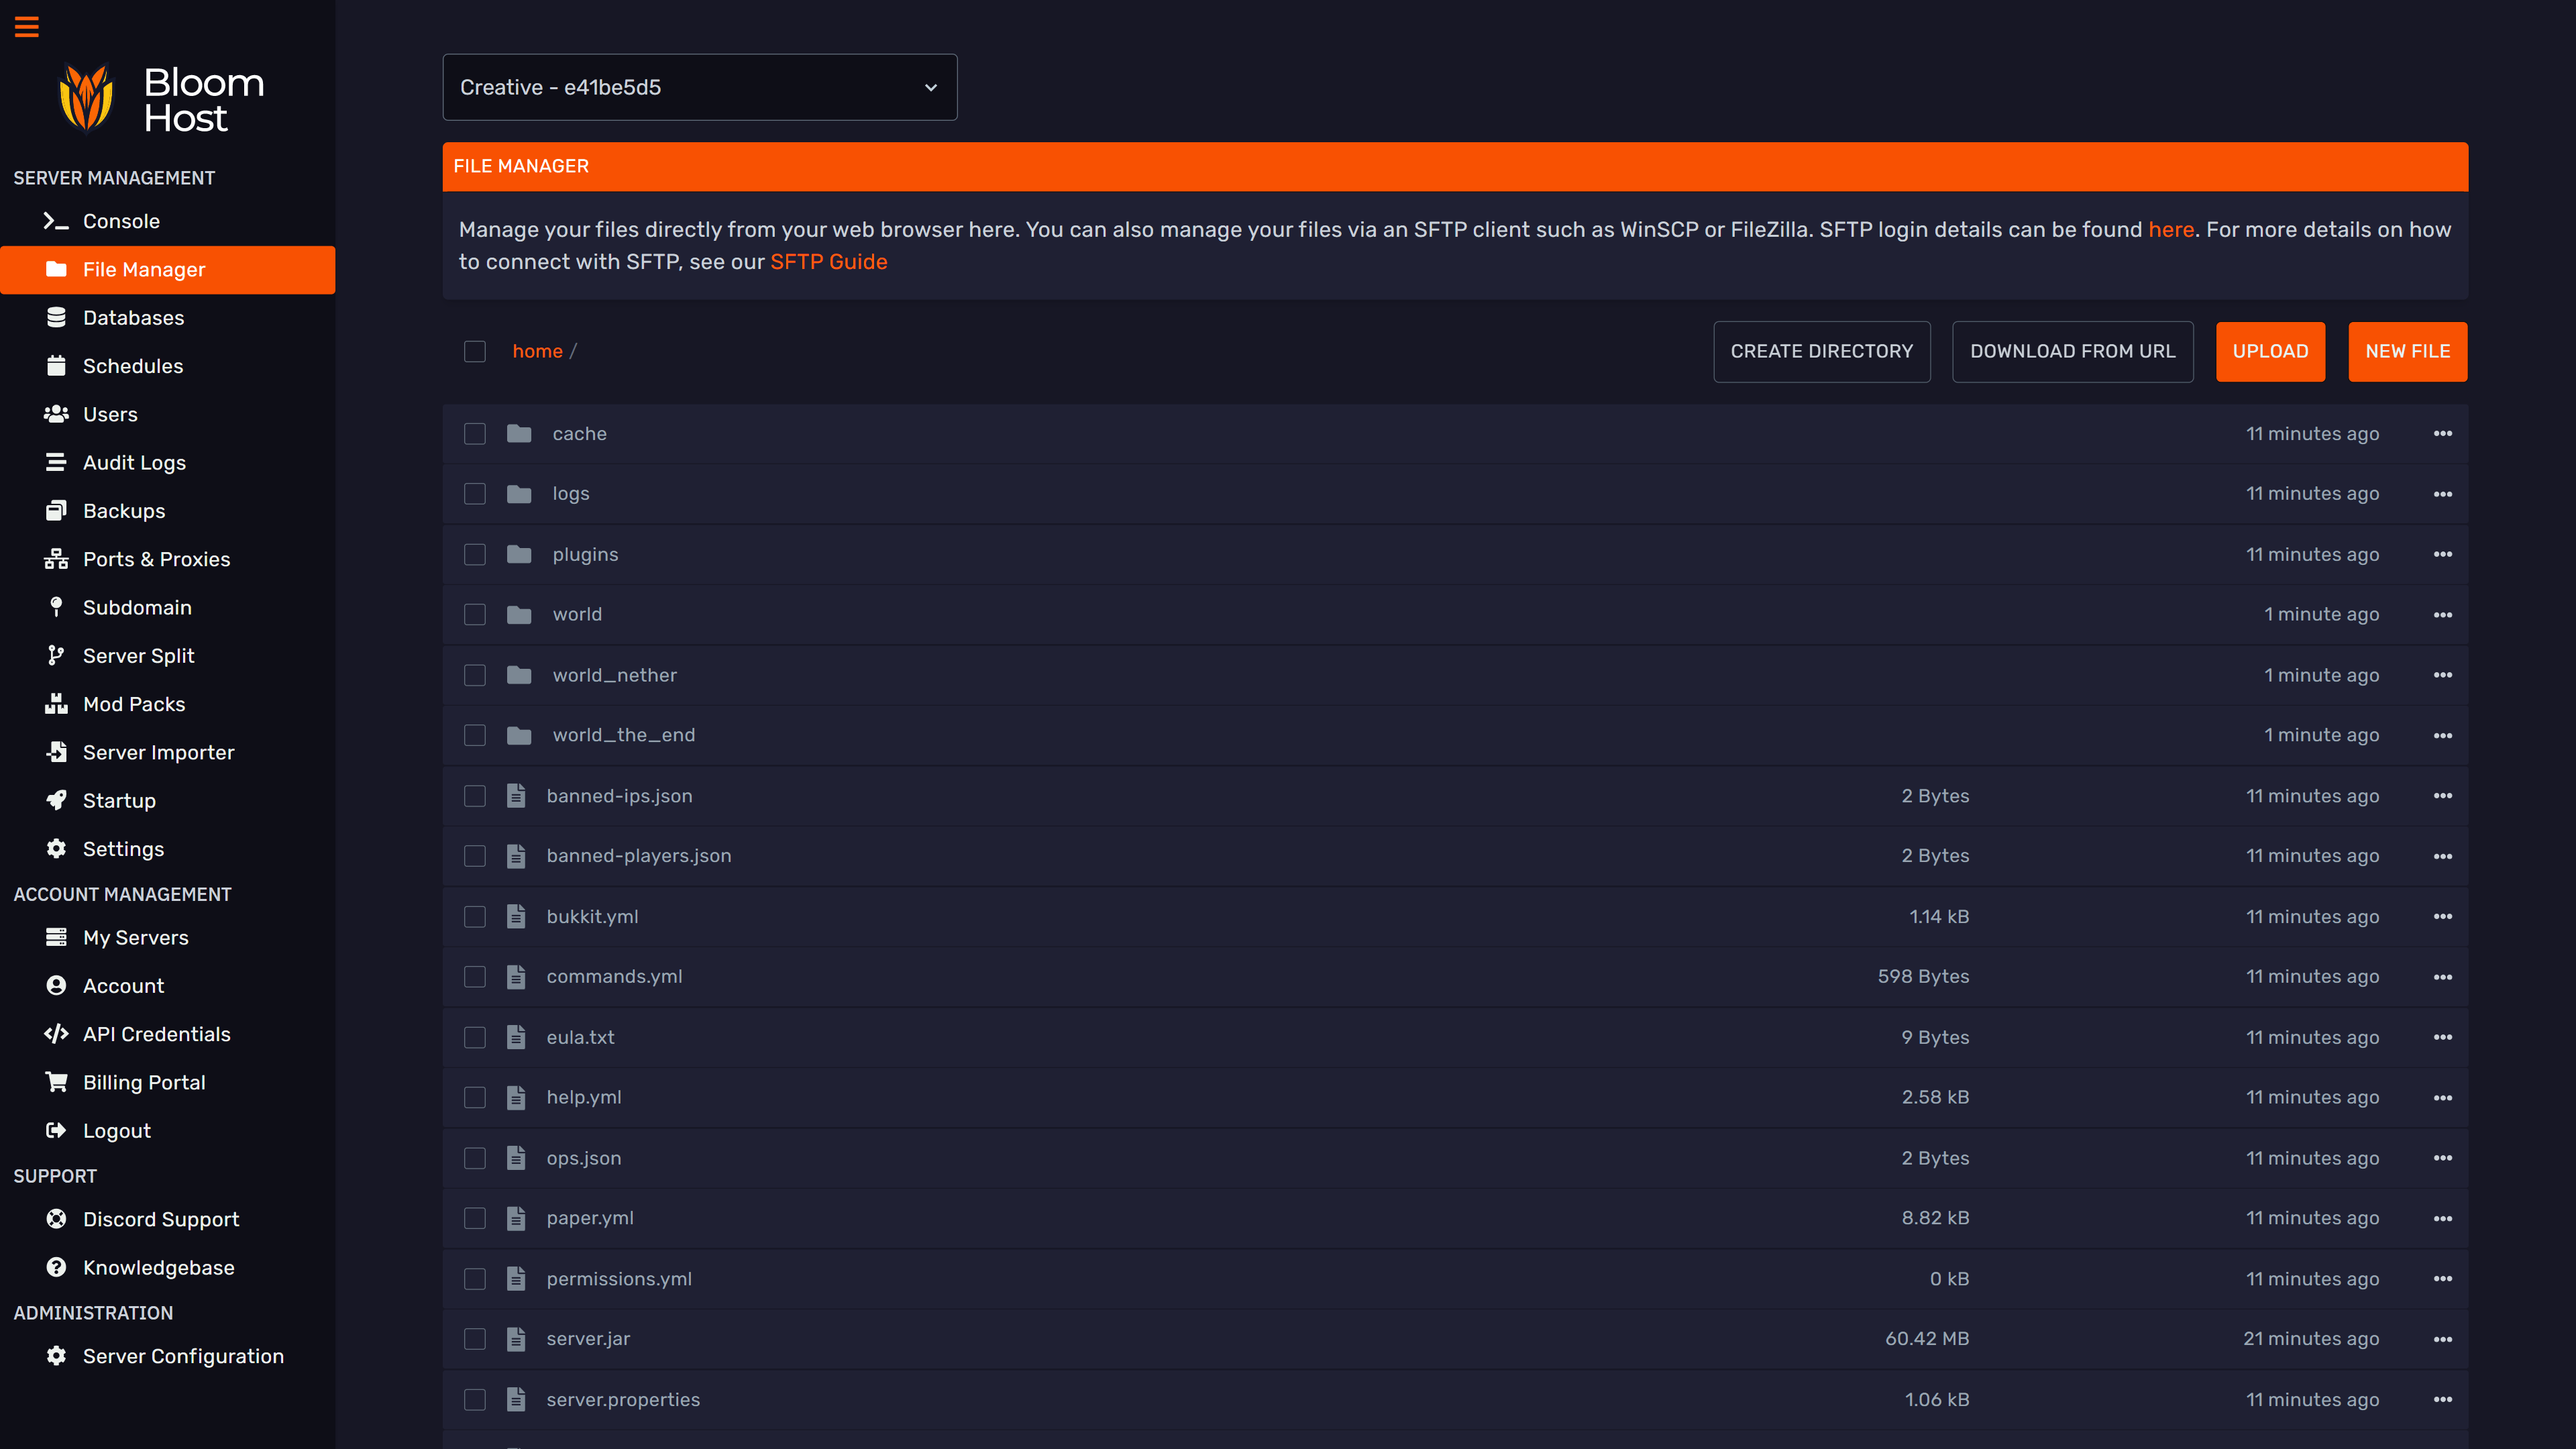 Bloom
Host
SERVER MANAGEMENT
Console
File Manager
Databases
Schedules
Users
Audit Logs
Backups
Ports & Proxies
Subdomain
Server Split
Mod Packs
Server Importer
Startup
Settings
ACCOUNT MANAGEMENT
My Servers
Account
API Credentials
Billing Portal
Logout
SUPPORT
Discord Support
Knowledgebase
ADMINISTRATION
Server Configuration
Creative - e41be5d5
FILE MANAGER
Manage your files directly from your web browser here. You can also manage your files via an SFTP client such as WinSCP or FileZilla. SFTP login details can be found here. For more details on how
to connect with SFTP, see our SFTP Guide
home / CREATE DIRECTORY DOWNLOAD FROM URL UPLOAD NEW FILE
cache 11 minutes ago
logs 11 minutes ago
plugins 11 minutes ago
world 1 minute ago
world_nether 1 minute ago
world_the_end 1 minute ago
banned-ips.json 2 Bytes 11 minutes ago
banned-players.json 2 Bytes 11 minutes ago
bukkit.yml 1.14 kB 11 minutes ago
commands.yml 598 Bytes 11 minutes ago
eula.txt 9 Bytes 11 minutes ago
help.yml 2.58 kB 11 minutes ago
ops.json 2 Bytes 11 minutes ago
paper.yml 8.82 kB 11 minutes ago
permissions.yml 0 kB 11 minutes ago
server.jar 60.42 MB 21 minutes ago
server.properties 1.06 kB 11 minutes ago